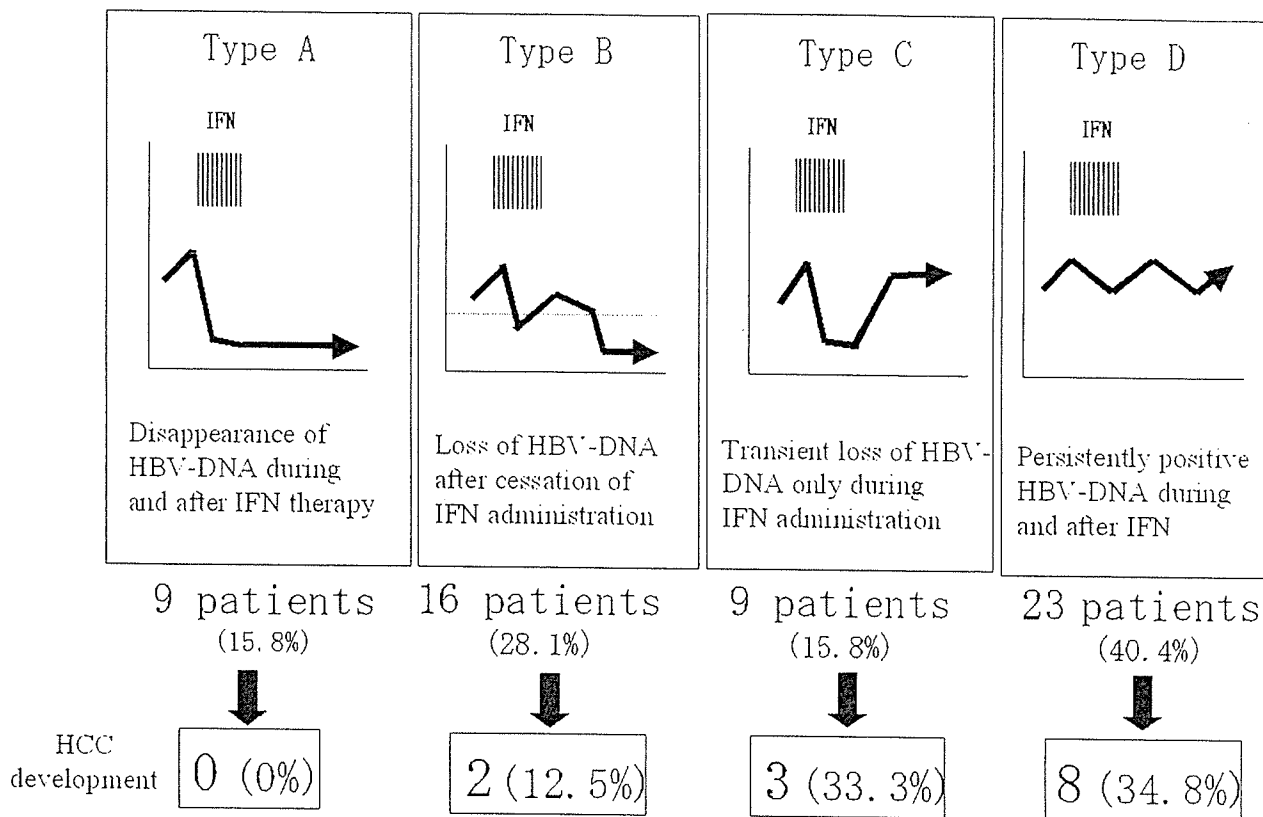 Type A
IFN
Disappearance of
HBV-DNA during
and after IFN therapy
9 patients
(15.8%)
Type B
IFN
Loss of HBV-DNA
after cessation of
IFN administration
16 patients
(28.1%)
Type C
IFN
Transient loss of HBV-
DNA only during
IFN administration
9 patients
(15.8%)
Type D
IFN
Persistently positive
HBV-DNA during
and after IFN
23 patients
(40.4%)
HCC
development
0 (0%)
2 (12.5%)
3 (33.3%)
8 (34.8%)